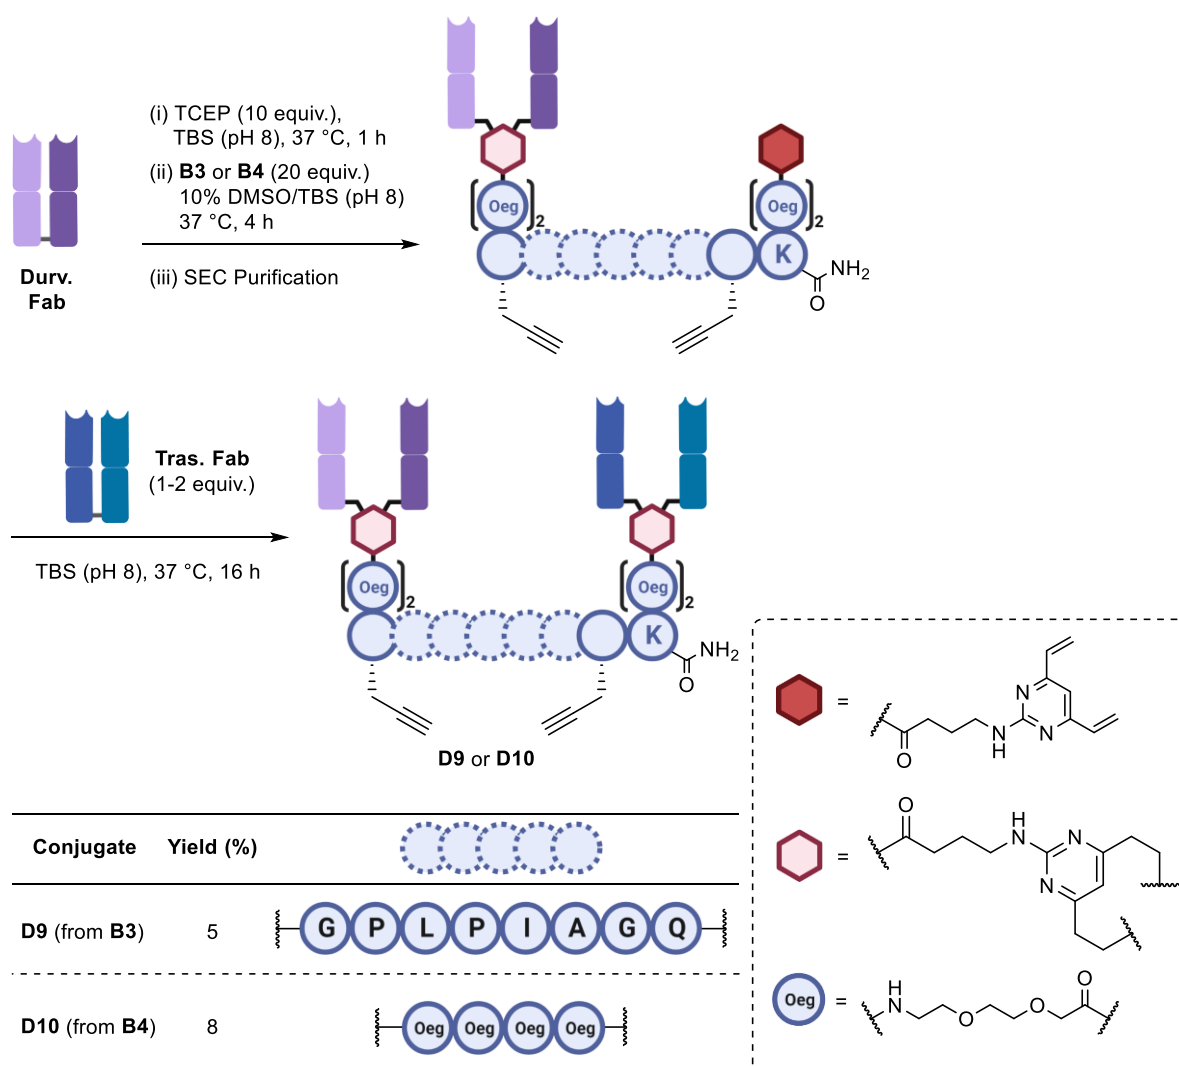 (i) TCEP (10 equiv.),
TBS (pH 8), 37 °C, 1 h
(ii) B3 or B4 (20 equiv.)
10% DMSO/TBS (pH 8)
37 °C, 4 h
(iii) SEC Purification
Durv.
Fab
Oeg
2
Oeg
2
K
NH2
O
Tras. Fab
(1-2 equiv.)
TBS (pH 8), 37 °C, 16 h
Oeg
2
Oeg
2
K
NH2
O
D9 or D10
Conjugate Yield (%)
D9 (from B3) 5 G P L P I A G Q
D10 (from B4) 8 Oeg Oeg Oeg Oeg
=
O
N
H
N
N
=
O
H
N
N
N
Oeg =
H
N
O
O
O